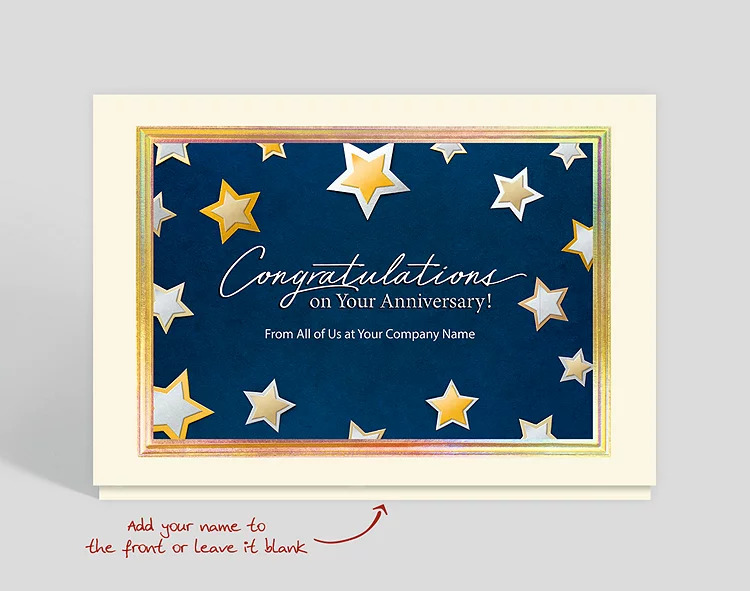 Congratulations
on Your Anniversary!
From All of Us at Your Company Name
Add your name to
the front or leave it blank